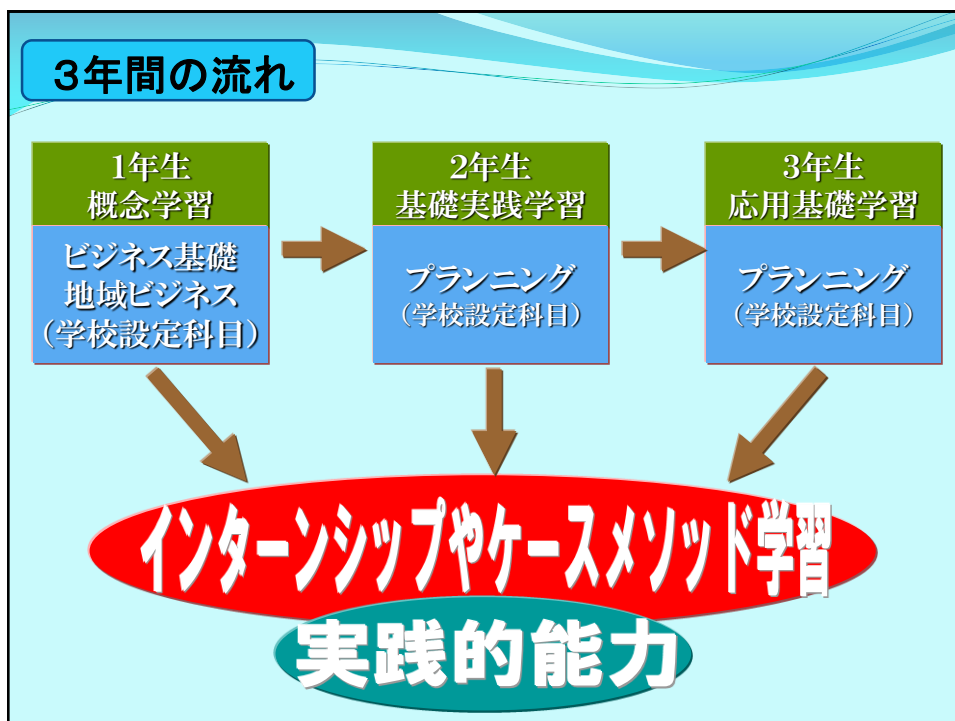 ３年間の流れ
1年生
概念学習
ビジネス基礎
地域ビジネス
（学校設定科目）
2年生
基礎実践学習
プランニング
（学校設定科目）
3年生
応用基礎学習
プランニング
（学校設定科目）
インターンシップやケースメソッド学習
実践的能力